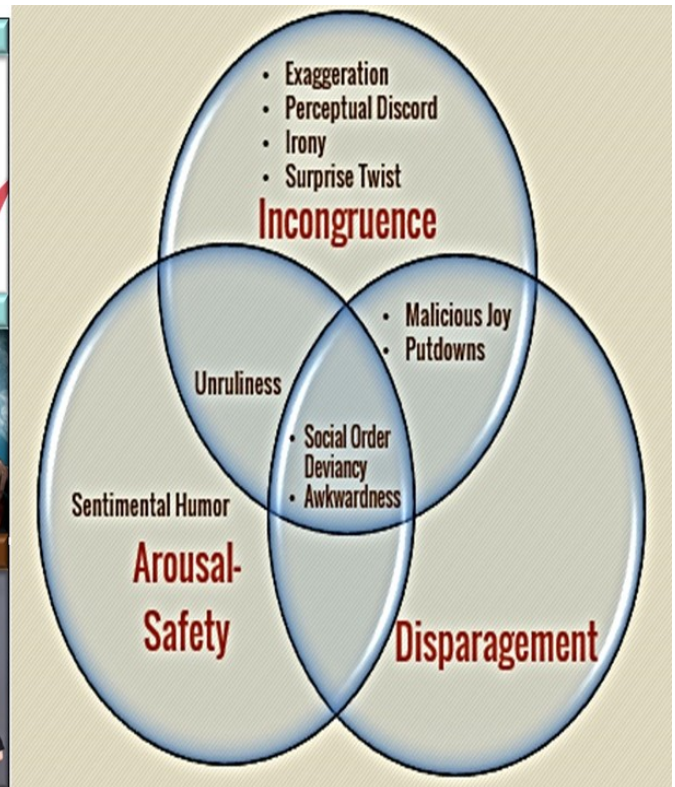 • Exaggeration
• Perceptual Discord
• Irony
• Surprise Twist
Incongruence
• Malicious Joy
• Putdowns
Unruliness
• Social Order
Deviancy
• Awkwardness
Sentimental Humor
Arousal-
Safety
Disparagement